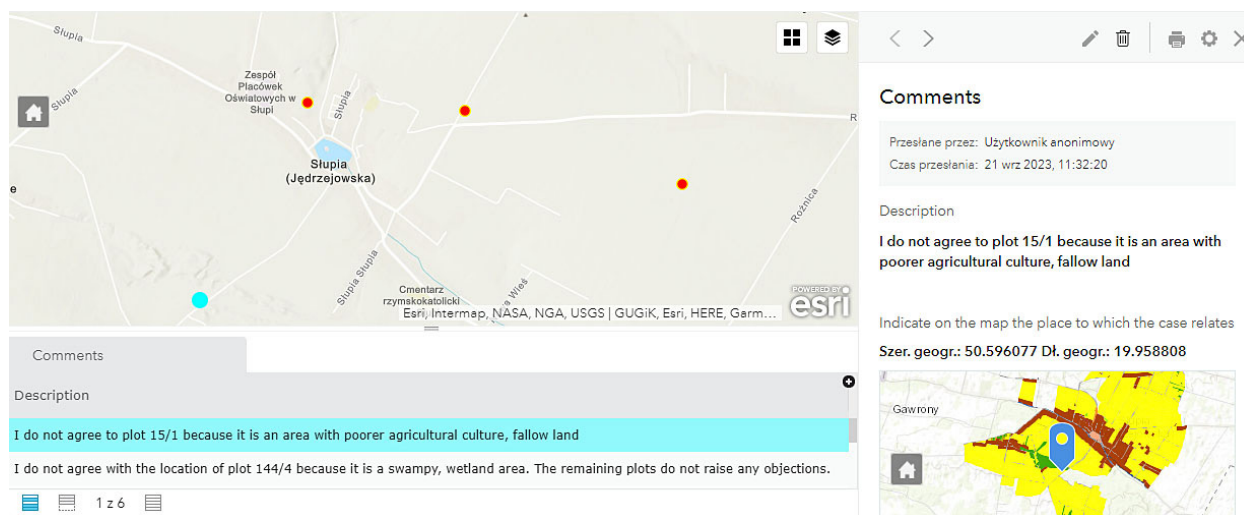 Słupia
Zespół
Placówek
Oświatowych w
Słupi
Słupia
Słupia
Słupia
(Jędrzejowska)
Rożnica
Słupia Słupia
Cmentarz
rzymskokatolicki
Wieś
Esri, Intermap, NASA, NGA, USGS | GUGiK, Esri, HERE, Garm...
POWERED BY
esri
Comments
Description
I do not agree to plot 15/1 because it is an area with poorer agricultural culture, fallow land
I do not agree with the location of plot 144/4 because it is a swampy, wetland area. The remaining plots do not raise any objections.
1 z 6
Comments
Przesłane przez: Użytkownik anonimowy
Czas przesłania: 21 wrz 2023, 11:32:20
Description
I do not agree to plot 15/1 because it is an area with
poorer agricultural culture, fallow land
Indicate on the map the place to which the case relates
Szer. geogr.: 50.596077 Dł. geogr.: 19.958808
Gawrony